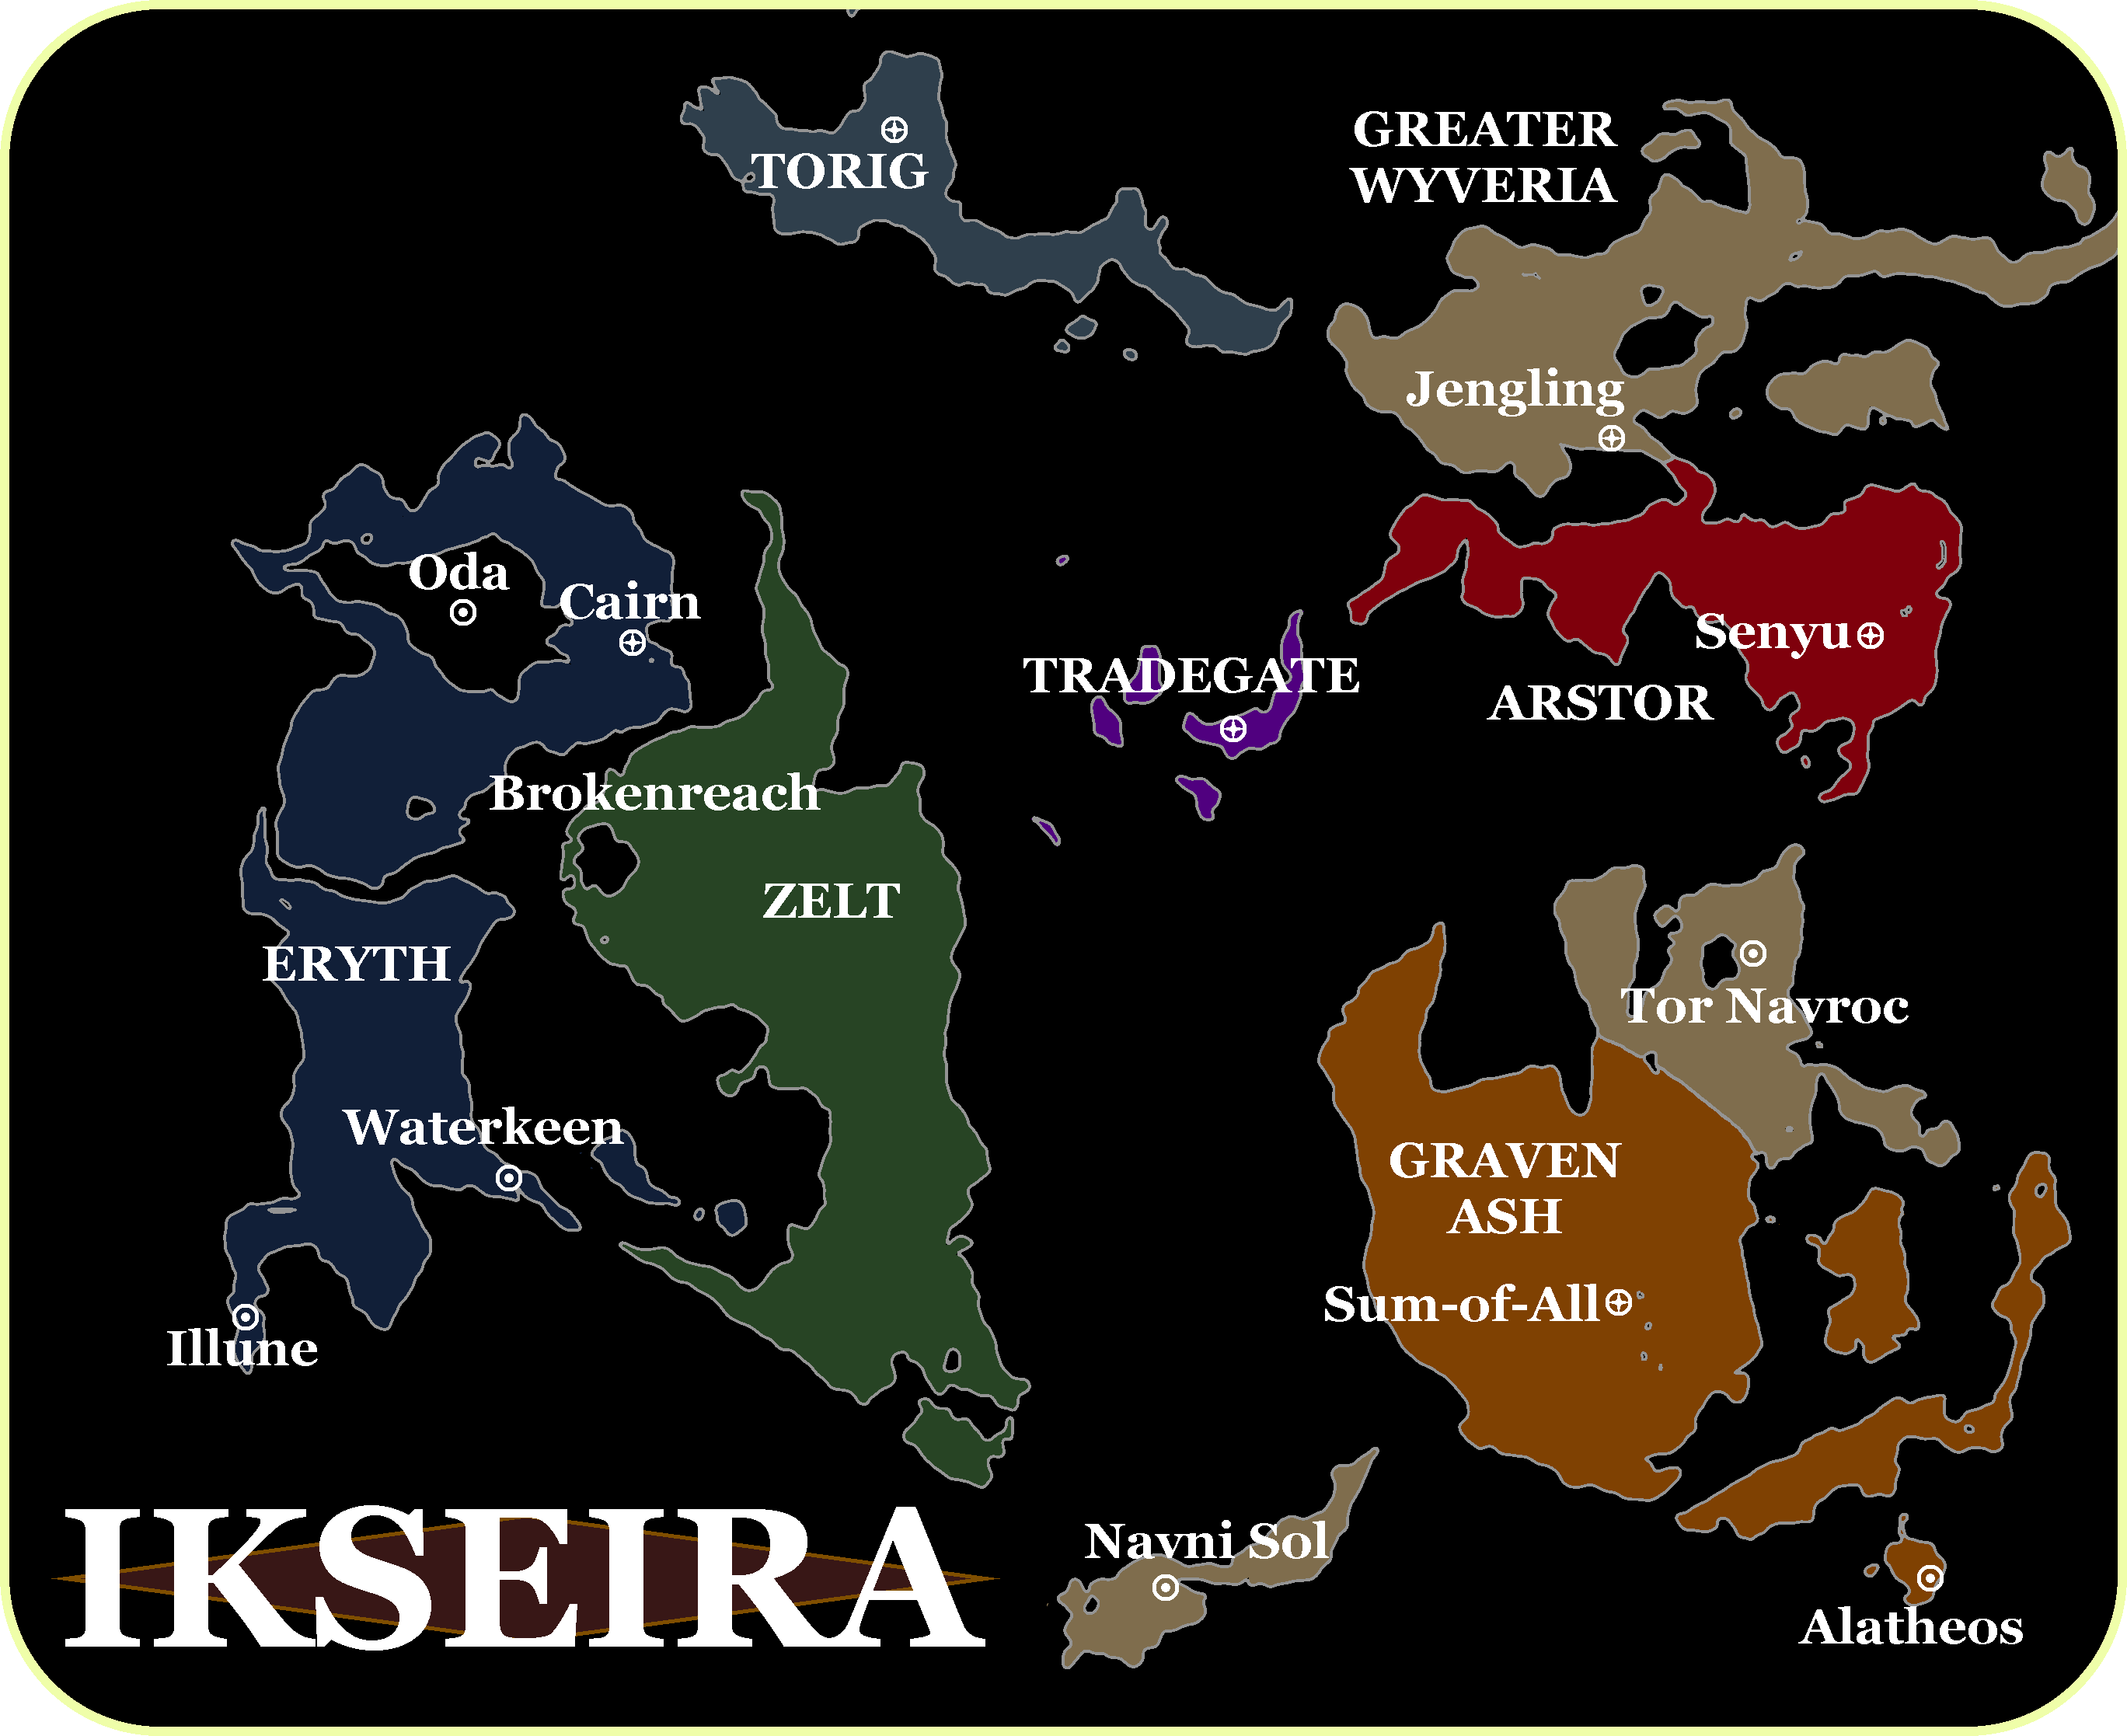 TORIG
GREATER
WYVERIA
Jengling
Oda
Cairn
Senyu
TRADEGATE
ARSTOR
Brokenreach
ZELT
ERYTH
Tor Navroc
Waterkeen
GRAVEN
ASH
Sum-of-All
Illune
Navni Sol
Alatheos
IKSEIRA